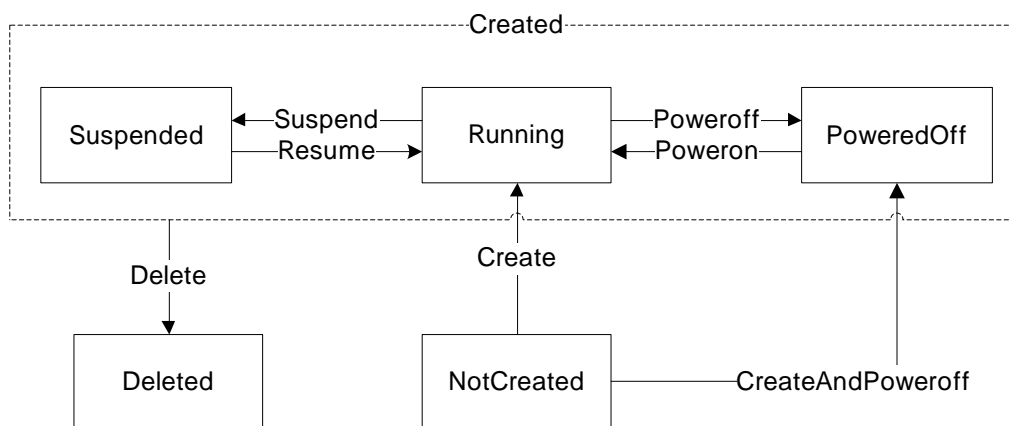 Created
Suspended
Suspend
Resume
Running
Poweroff
Poweron
PoweredOff
Delete
Create
Deleted
NotCreated
CreateAndPoweroff